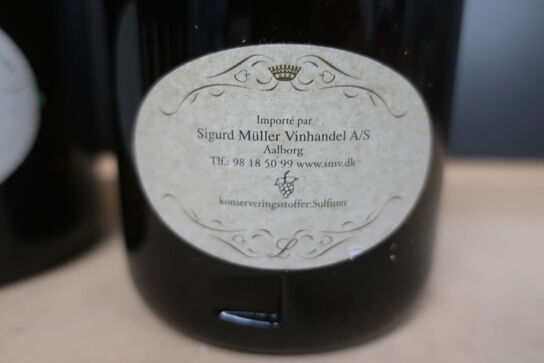 Importé par
Sigurd Müller Vinhandel A/S
Aalborg
Tlf.: 98 18 50 99 www.smv.dk
konserveringsstoffer:Sulfitter
L